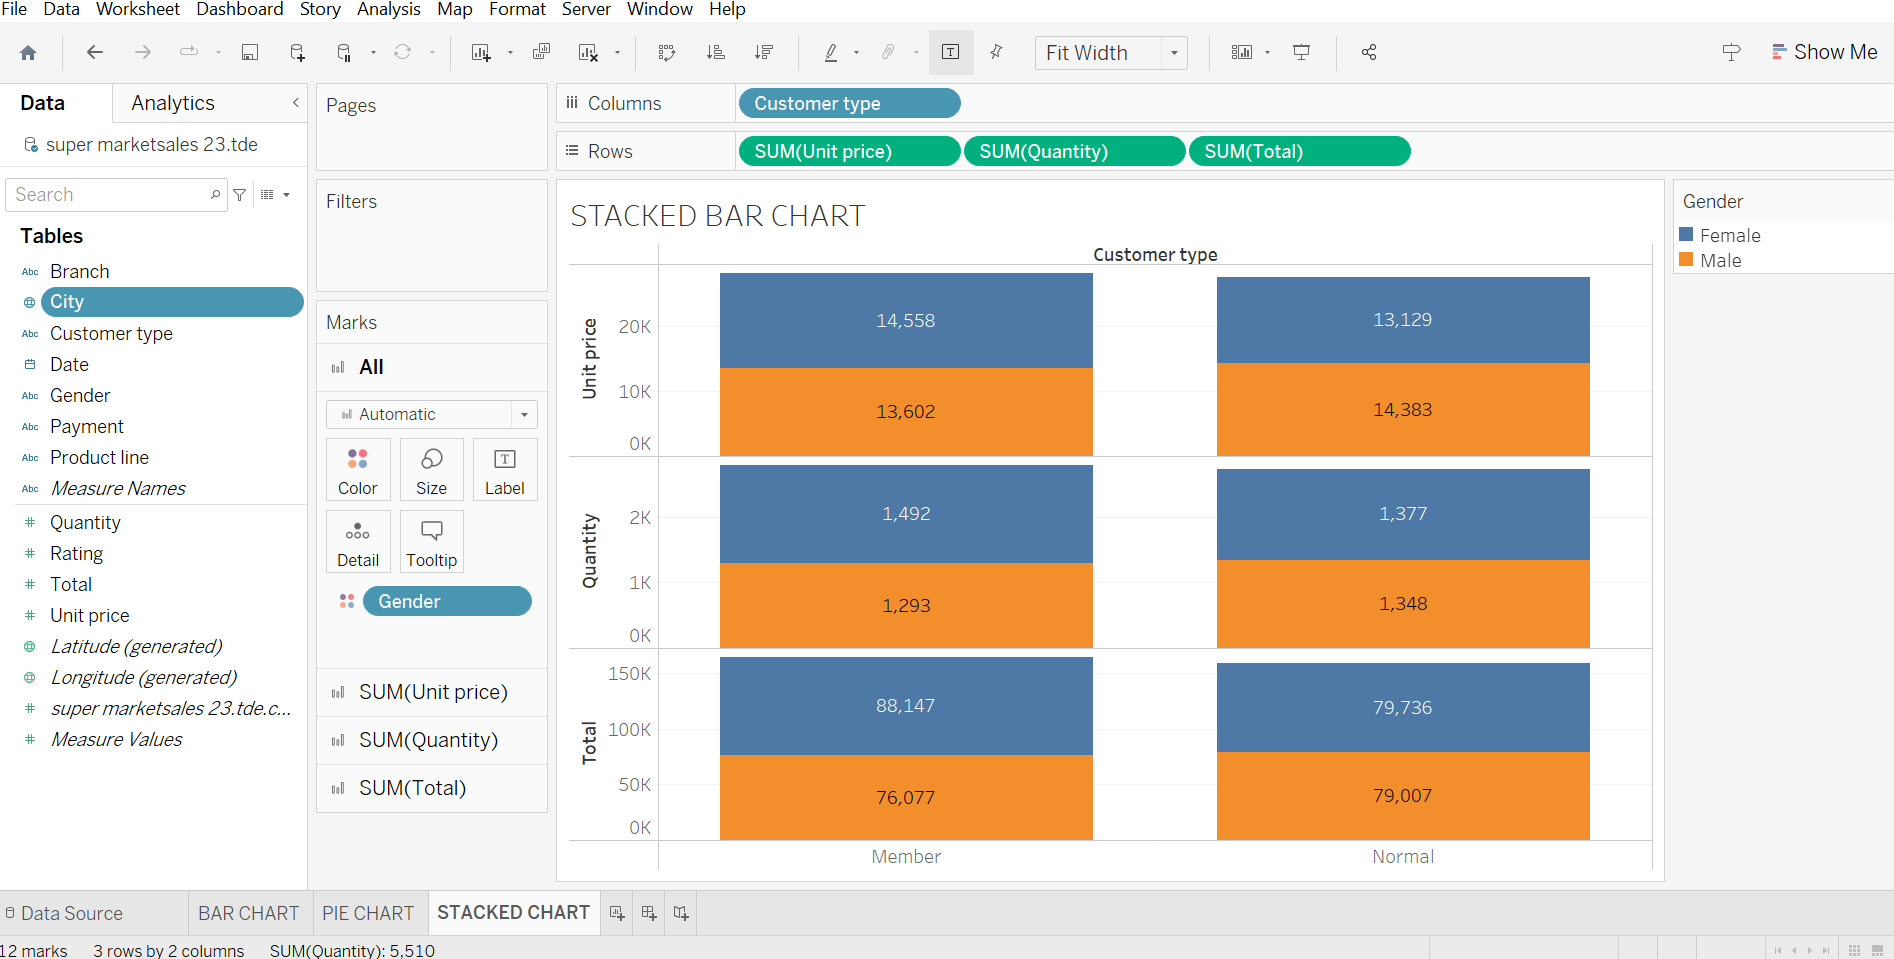 File Data Worksheet Dashboard Story Analysis Map Format Server Window Help
Fit Width
Show Me
Data Analytics
super marketsales 23.tde
Search
Tables
Abc Branch
City
Abc Customer type
Date
Abc Gender
Abc Payment
Abc Product line
Abc Measure Names
# Quantity
# Rating
# Total
# Unit price
Latitude (generated)
Longitude (generated)
# super marketsales 23.tde.c...
# Measure Values
Pages
Filters
Marks
All
Automatic
Color Size Label
Detail Tooltip
Gender
SUM(Unit price)
SUM(Quantity)
SUM(Total)
Columns Customer type
Rows SUM(Unit price) SUM(Quantity) SUM(Total)
STACKED BAR CHART
Customer type
Unit price
20K
10K
0K
14,558 13,129
13,602 14,383
Quantity
2K
1K
0K
1,492 1,377
1,293 1,348
Total
150K
100K
50K
0K
88,147 79,736
76,077 79,007
Member Normal
Gender
Female
Male
Data Source BAR CHART PIE CHART STACKED CHART
12 marks 3 rows by 2 columns SUM(Quantity): 5,510